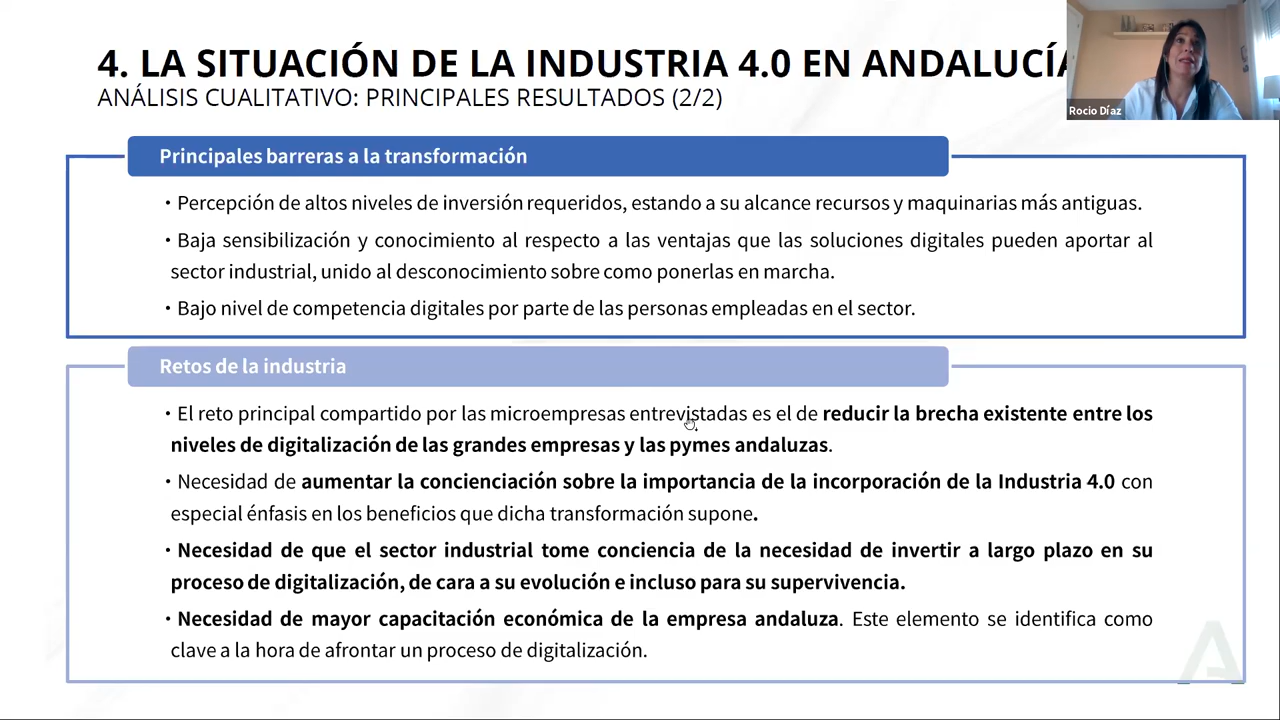 4. LA SITUACIÓN DE LA INDUSTRIA 4.0 EN ANDALUCÍA
ANÁLISIS CUALITATIVO: PRINCIPALES RESULTADOS (2/2)
Rocio Díaz
Principales barreras a la transformación
• Percepción de altos niveles de inversión requeridos, estando a su alcance recursos y maquinarias más antiguas.
• Baja sensibilización y conocimiento al respecto a las ventajas que las soluciones digitales pueden aportar al
sector industrial, unido al desconocimiento sobre como ponerlas en marcha.
• Bajo nivel de competencia digitales por parte de las personas empleadas en el sector.
Retos de la industria
• El reto principal compartido por las microempresas entrevistadas es el de reducir la brecha existente entre los
niveles de digitalización de las grandes empresas y las pymes andaluzas.
• Necesidad de aumentar la concienciación sobre la importancia de la incorporación de la Industria 4.0 con
especial énfasis en los beneficios que dicha transformación supone.
• Necesidad de que el sector industrial tome conciencia de la necesidad de invertir a largo plazo en su
proceso de digitalización, de cara a su evolución e incluso para su supervivencia.
• Necesidad de mayor capacitación económica de la empresa andaluza. Este elemento se identifica como
clave a la hora de afrontar un proceso de digitalización.